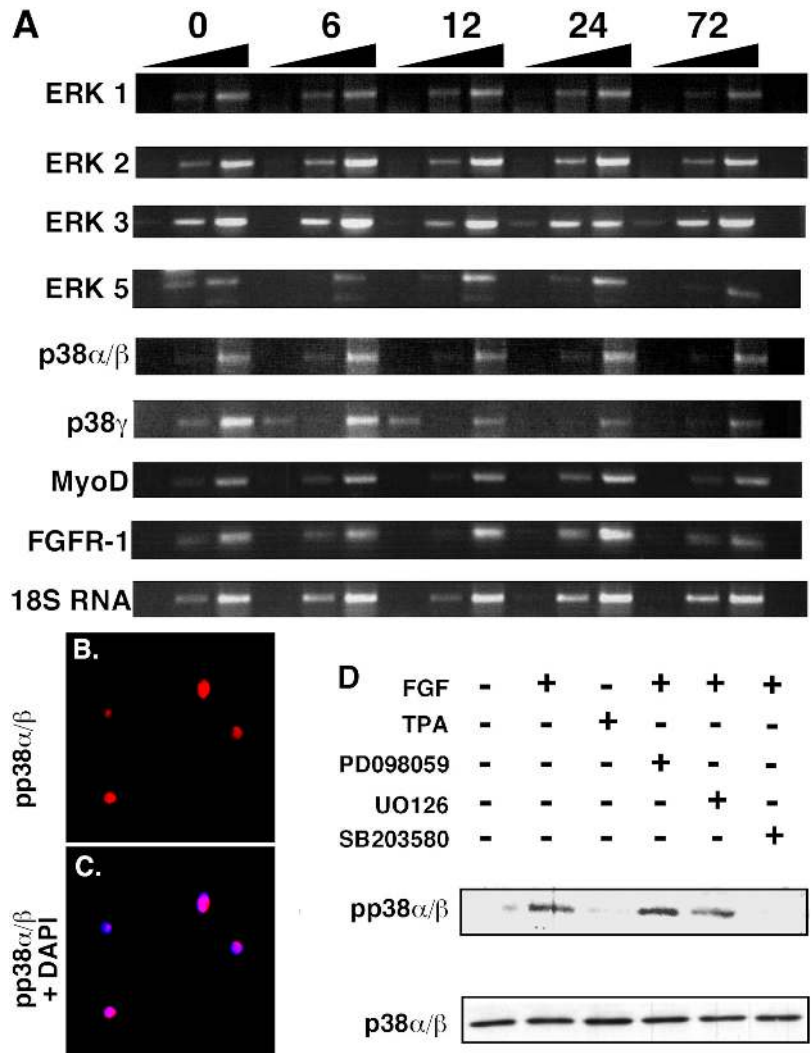 A 0 6 12 24 72
ERK 1
ERK 2
ERK 3
ERK 5
p38α/β
p38γ
MyoD
FGFR-1
18S RNA
B.
pp38α/β
C.
pp38α/β
+ DAPI
D FGF - + - + + +
TPA - - + - - -
PD098059 - - - + - -
UO126 - - - - + -
SB203580 - - - - - +
pp38α/β
p38α/β